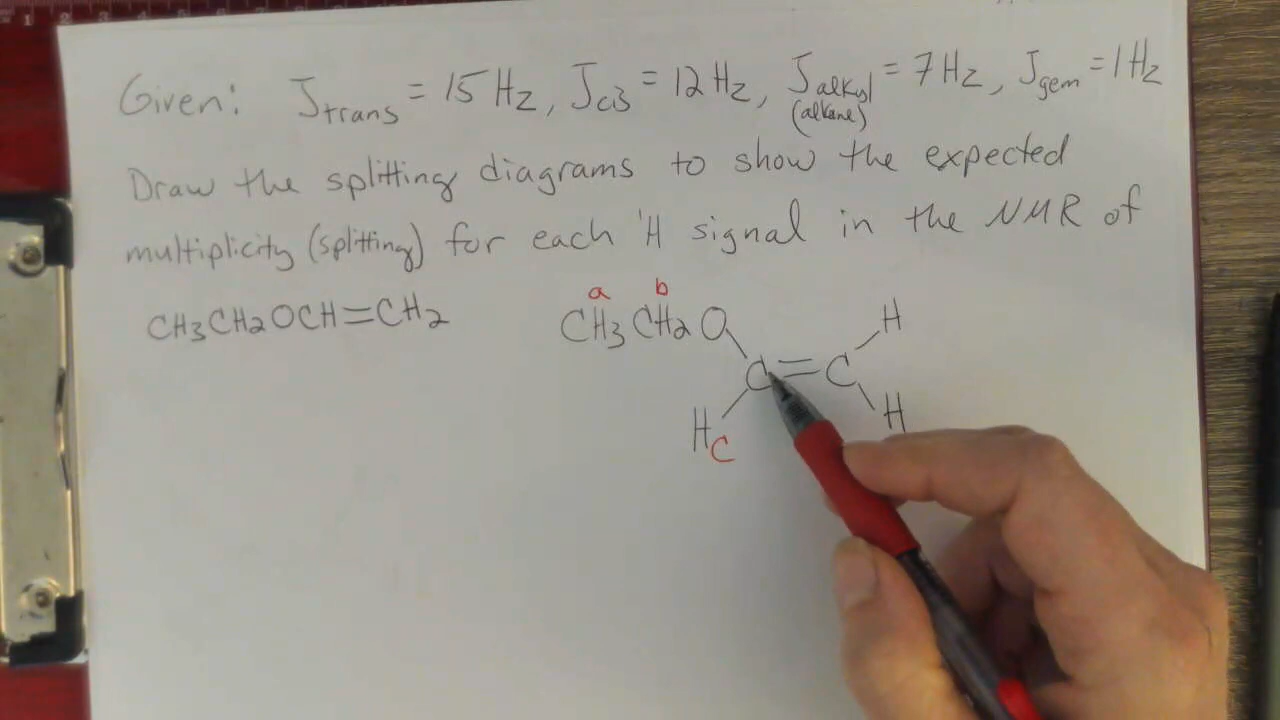 Given: Jtrans = 15 Hz, Jcis = 12 Hz, Jalkyl = 7 Hz, Jgem = 1 Hz
(alkane)
Draw the splitting diagrams to show the expected
multiplicity (splitting) for each ¹H signal in the NMR of
a b
CH3CH2OCH=CH2 CH3CH2O H
C=C
H H
C